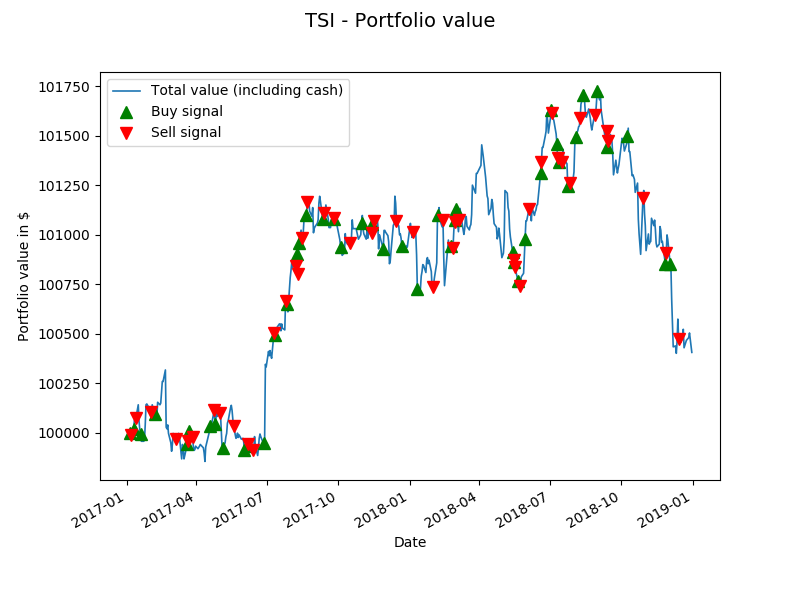 TSI - Portfolio value
Total value (including cash)
Buy signal
Sell signal
101750
101500
101250
101000
100750
100500
100250
100000
Portfolio value in $
2017-01
2017-04
2017-07
2017-10
2018-01
2018-04
2018-07
2018-10
2019-01
Date